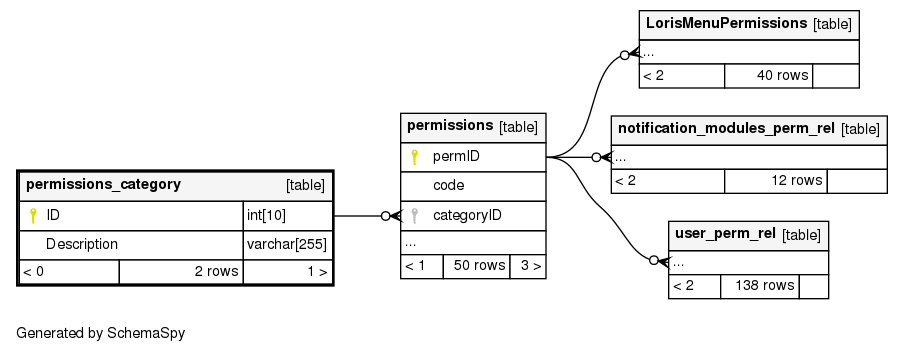 LorisMenuPermissions [table]
...
< 2 40 rows
permissions [table]
permID
code
categoryID
...
< 1 50 rows 3 >
notification_modules_perm_rel [table]
...
< 2 12 rows
permissions_category [table]
ID int[10]
Description varchar[255]
< 0 2 rows 1 >
user_perm_rel [table]
...
< 2 138 rows
Generated by SchemaSpy